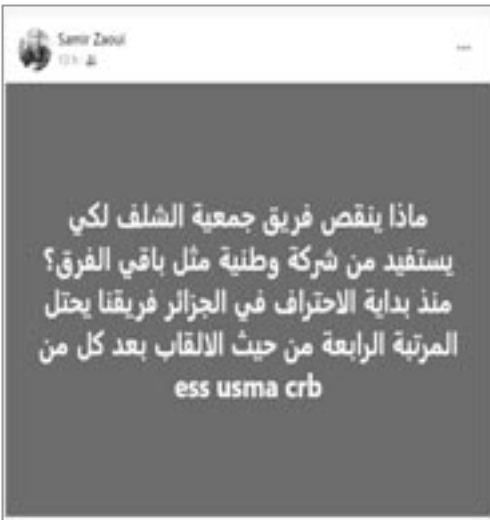 Samir Zaoui
ماذا ينقص فريق جمعية الشلف لكي
يستفيد من شركة وطنية مثل باقي الفرق؟
منذ بداية الاحتراف في الجزائر فريقنا يحتل
المرتبة الرابعة من حيث الالقاب بعد كل من
ess usma crb